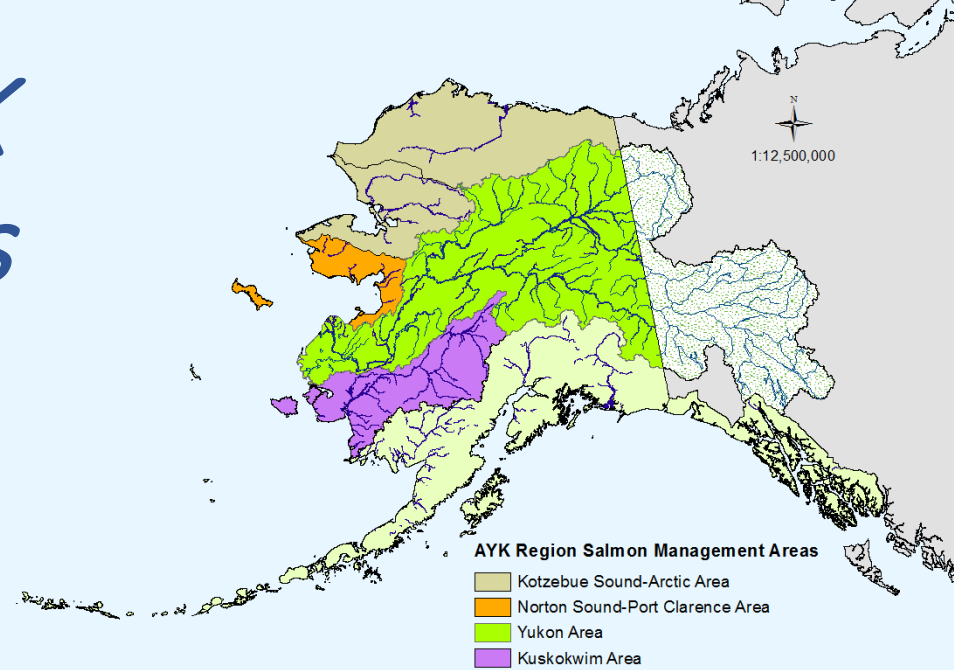 N
1:12,500,000
AYK Region Salmon Management Areas
Kotzebue Sound-Arctic Area
Norton Sound-Port Clarence Area
Yukon Area
Kuskokwim Area